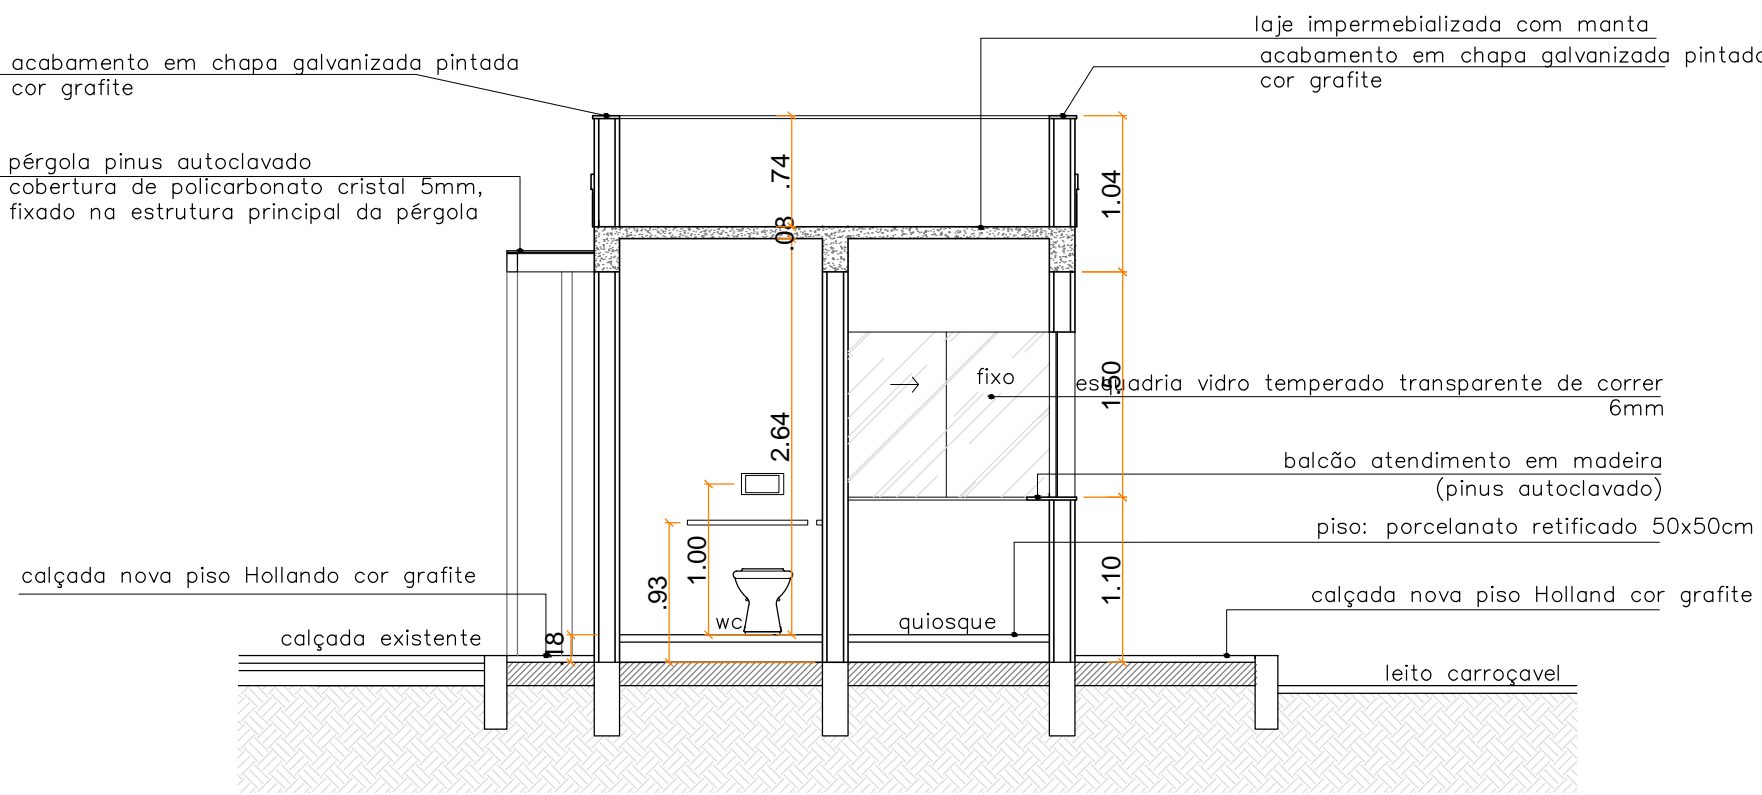 laje impermebializada com manta
acabamento em chapa galvanizada pintada
cor grafite
acabamento em chapa galvanizada pintada
cor grafite
pérgola pinus autoclavado
cobertura de policarbonato cristal 5mm,
fixado na estrutura principal da pérgola
.74
1.04
.08
fixo
esquadria vidro temperado transparente de correr
6mm
1.50
2.64
balcão atendimento em madeira
(pinus autoclavado)
piso: porcelanato retificado 50x50cm
1.00
.93
1.10
calçada nova piso Hollando cor grafite
calçada nova piso Holland cor grafite
wc
quiosque
calçada existente
.18
leito carroçavel